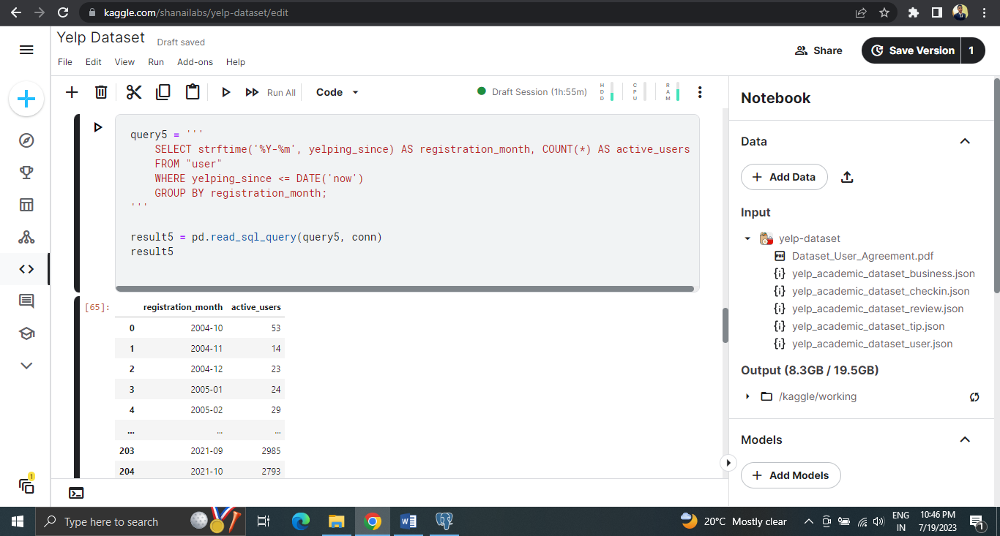 kaggle.com/shanailabs/yelp-dataset/edit
Yelp Dataset Draft saved
File Edit View Run Add-ons Help
Share
Save Version 1
Run All
Code
Draft Session (1h:55m)
HDD
CPU
RAM
query5 = '''
SELECT strftime('%Y-%m', yelping_since) AS registration_month, COUNT(*) AS active_users
FROM "user"
WHERE yelping_since <= DATE('now')
GROUP BY registration_month;
'''
result5 = pd.read_sql_query(query5, conn)
result5
[65]:
registration_month active_users
0 2004-10 53
1 2004-11 14
2 2004-12 23
3 2005-01 24
4 2005-02 29
... ... ...
203 2021-09 2985
204 2021-10 2793
Notebook
Data
+ Add Data
Input
yelp-dataset
PDF Dataset_User_Agreement.pdf
{i} yelp_academic_dataset_business.json
{i} yelp_academic_dataset_checkin.json
{i} yelp_academic_dataset_review.json
{i} yelp_academic_dataset_tip.json
{i} yelp_academic_dataset_user.json
Output (8.3GB / 19.5GB)
/kaggle/working
Models
+ Add Models
1
Type here to search
20°C Mostly clear
ENG
IN
10:46 PM
7/19/2023
1